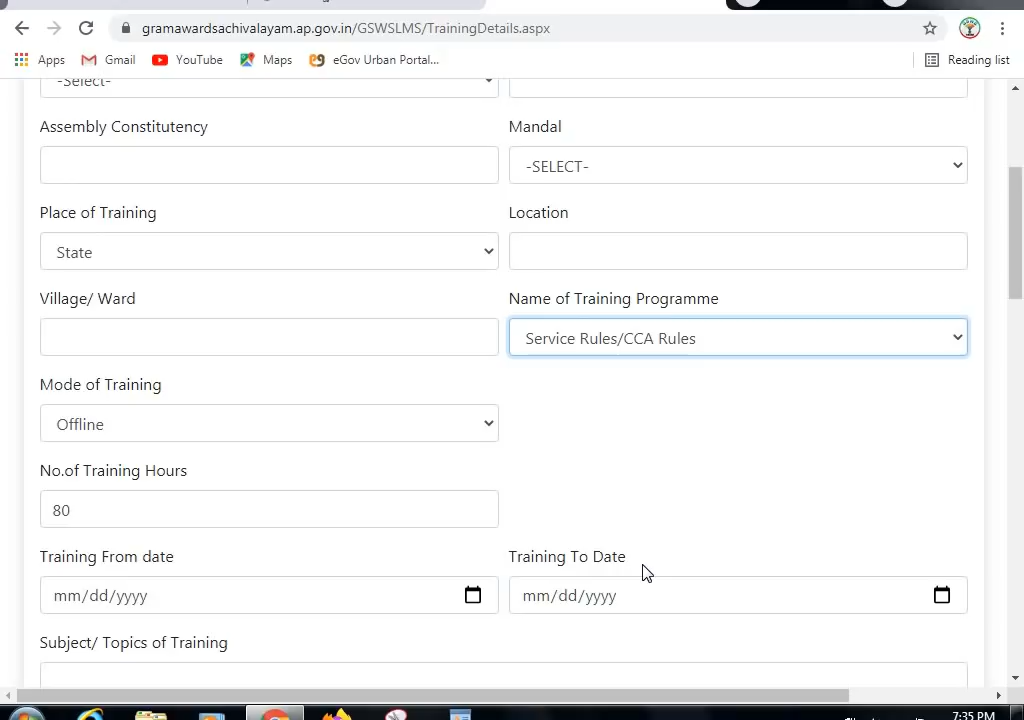 gramawardsachivalayam.ap.gov.in/GSWSLMS/TrainingDetails.aspx
Apps Gmail YouTube Maps eGov Urban Portal... Reading list
-Select-
Assembly Constitutency Mandal
-SELECT-
Place of Training Location
State
Village/ Ward Name of Training Programme
Service Rules/CCA Rules
Mode of Training
Offline
No.of Training Hours
80
Training From date Training To Date
mm/dd/yyyy mm/dd/yyyy
Subject/ Topics of Training
7:35 PM